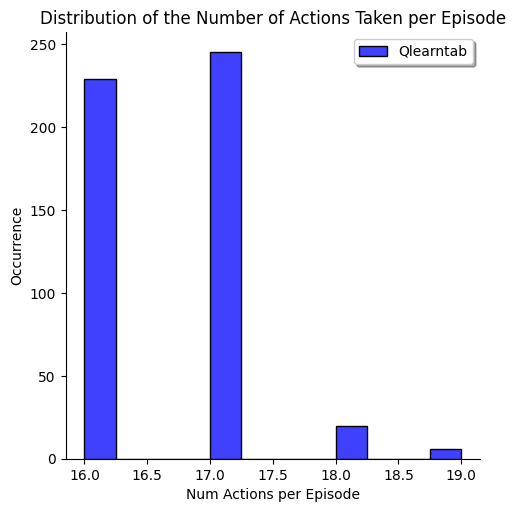 Distribution of the Number of Actions Taken per Episode
Qlearntab
250
200
150
100
50
0
Occurrence
16.0 16.5 17.0 17.5 18.0 18.5 19.0
Num Actions per Episode